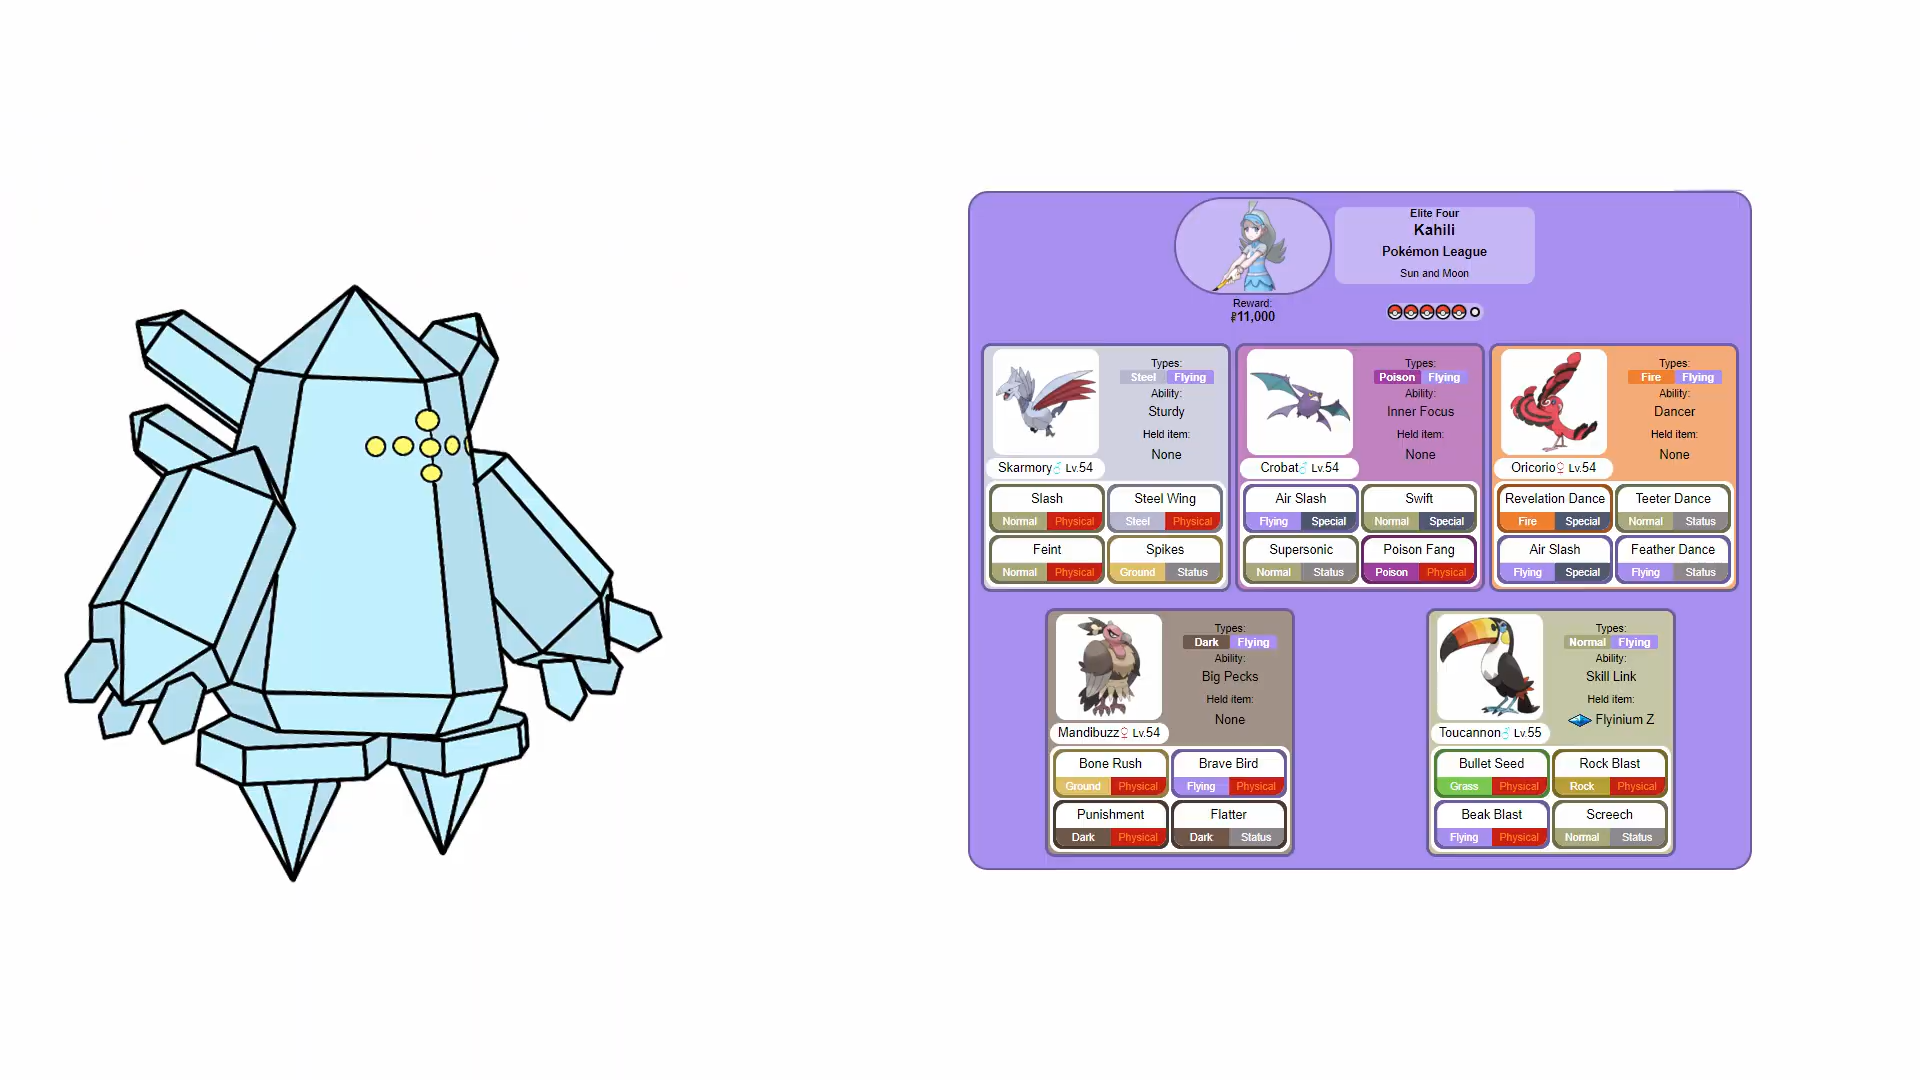 Elite Four
Kahili
Pokémon League
Sun and Moon
Reward:
₽11,000
Types:
Steel Flying
Ability:
Sturdy
Held item:
None
Skarmory♂ Lv.54
Slash
Normal Physical
Steel Wing
Steel Physical
Feint
Normal Physical
Spikes
Ground Status
Types:
Poison Flying
Ability:
Inner Focus
Held item:
None
Crobat♂ Lv.54
Air Slash
Flying Special
Swift
Normal Special
Supersonic
Normal Status
Poison Fang
Poison Physical
Types:
Fire Flying
Ability:
Dancer
Held item:
None
Oricorio♀ Lv.54
Revelation Dance
Fire Special
Teeter Dance
Normal Status
Air Slash
Flying Special
Feather Dance
Flying Status
Types:
Dark Flying
Ability:
Big Pecks
Held item:
None
Mandibuzz♀ Lv.54
Bone Rush
Ground Physical
Brave Bird
Flying Physical
Punishment
Dark Physical
Flatter
Dark Status
Types:
Normal Flying
Ability:
Skill Link
Held item:
Flyinium Z
Toucannon♂ Lv.55
Bullet Seed
Grass Physical
Rock Blast
Rock Physical
Beak Blast
Flying Physical
Screech
Normal Status